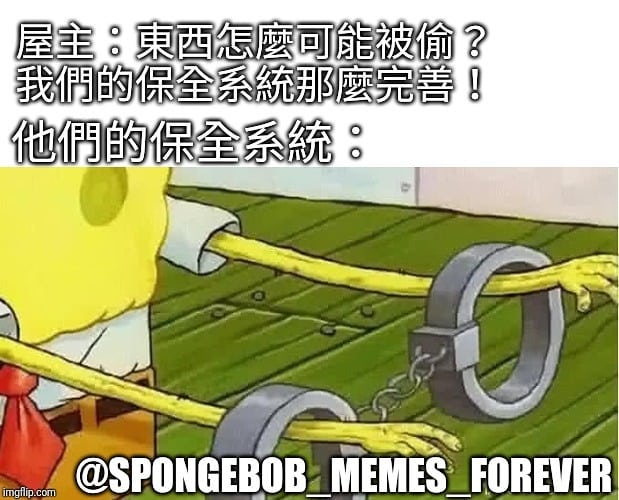 屋主：東西怎麼可能被偷？
我們的保全系統那麼完善！
他們的保全系統：
@SPONGEBOB_MEMES_FOREVER
imgflip.com